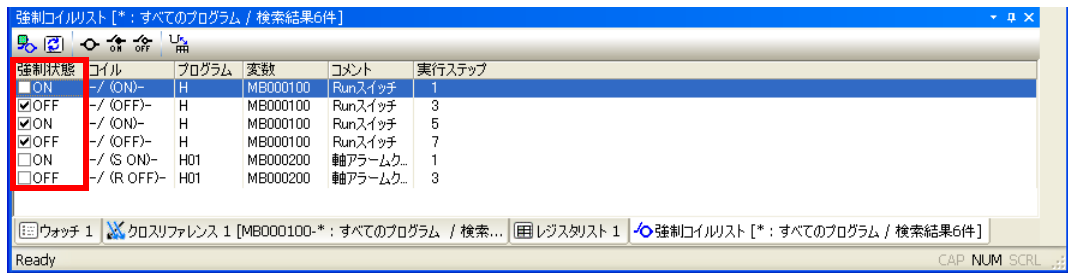 強制コイルリスト [* : すべてのプログラム / 検索結果6件]
ON OFF
強制状態 コイル プログラム 変数 コメント 実行ステップ
ON -/ (ON)- H MB000100 Runスイッチ 1
OFF -/ (OFF)- H MB000100 Runスイッチ 3
ON -/ (ON)- H MB000100 Runスイッチ 5
OFF -/ (OFF)- H MB000100 Runスイッチ 7
ON -/ (S ON)- H01 MB000200 軸アラームク... 1
OFF -/ (R OFF)- H01 MB000200 軸アラームク... 3
ウォッチ 1 クロスリファレンス 1 [MB000100-* : すべてのプログラム / 検索... レジスタリスト 1 強制コイルリスト [* : すべてのプログラム / 検索結果6件]
Ready CAP NUM SCRL